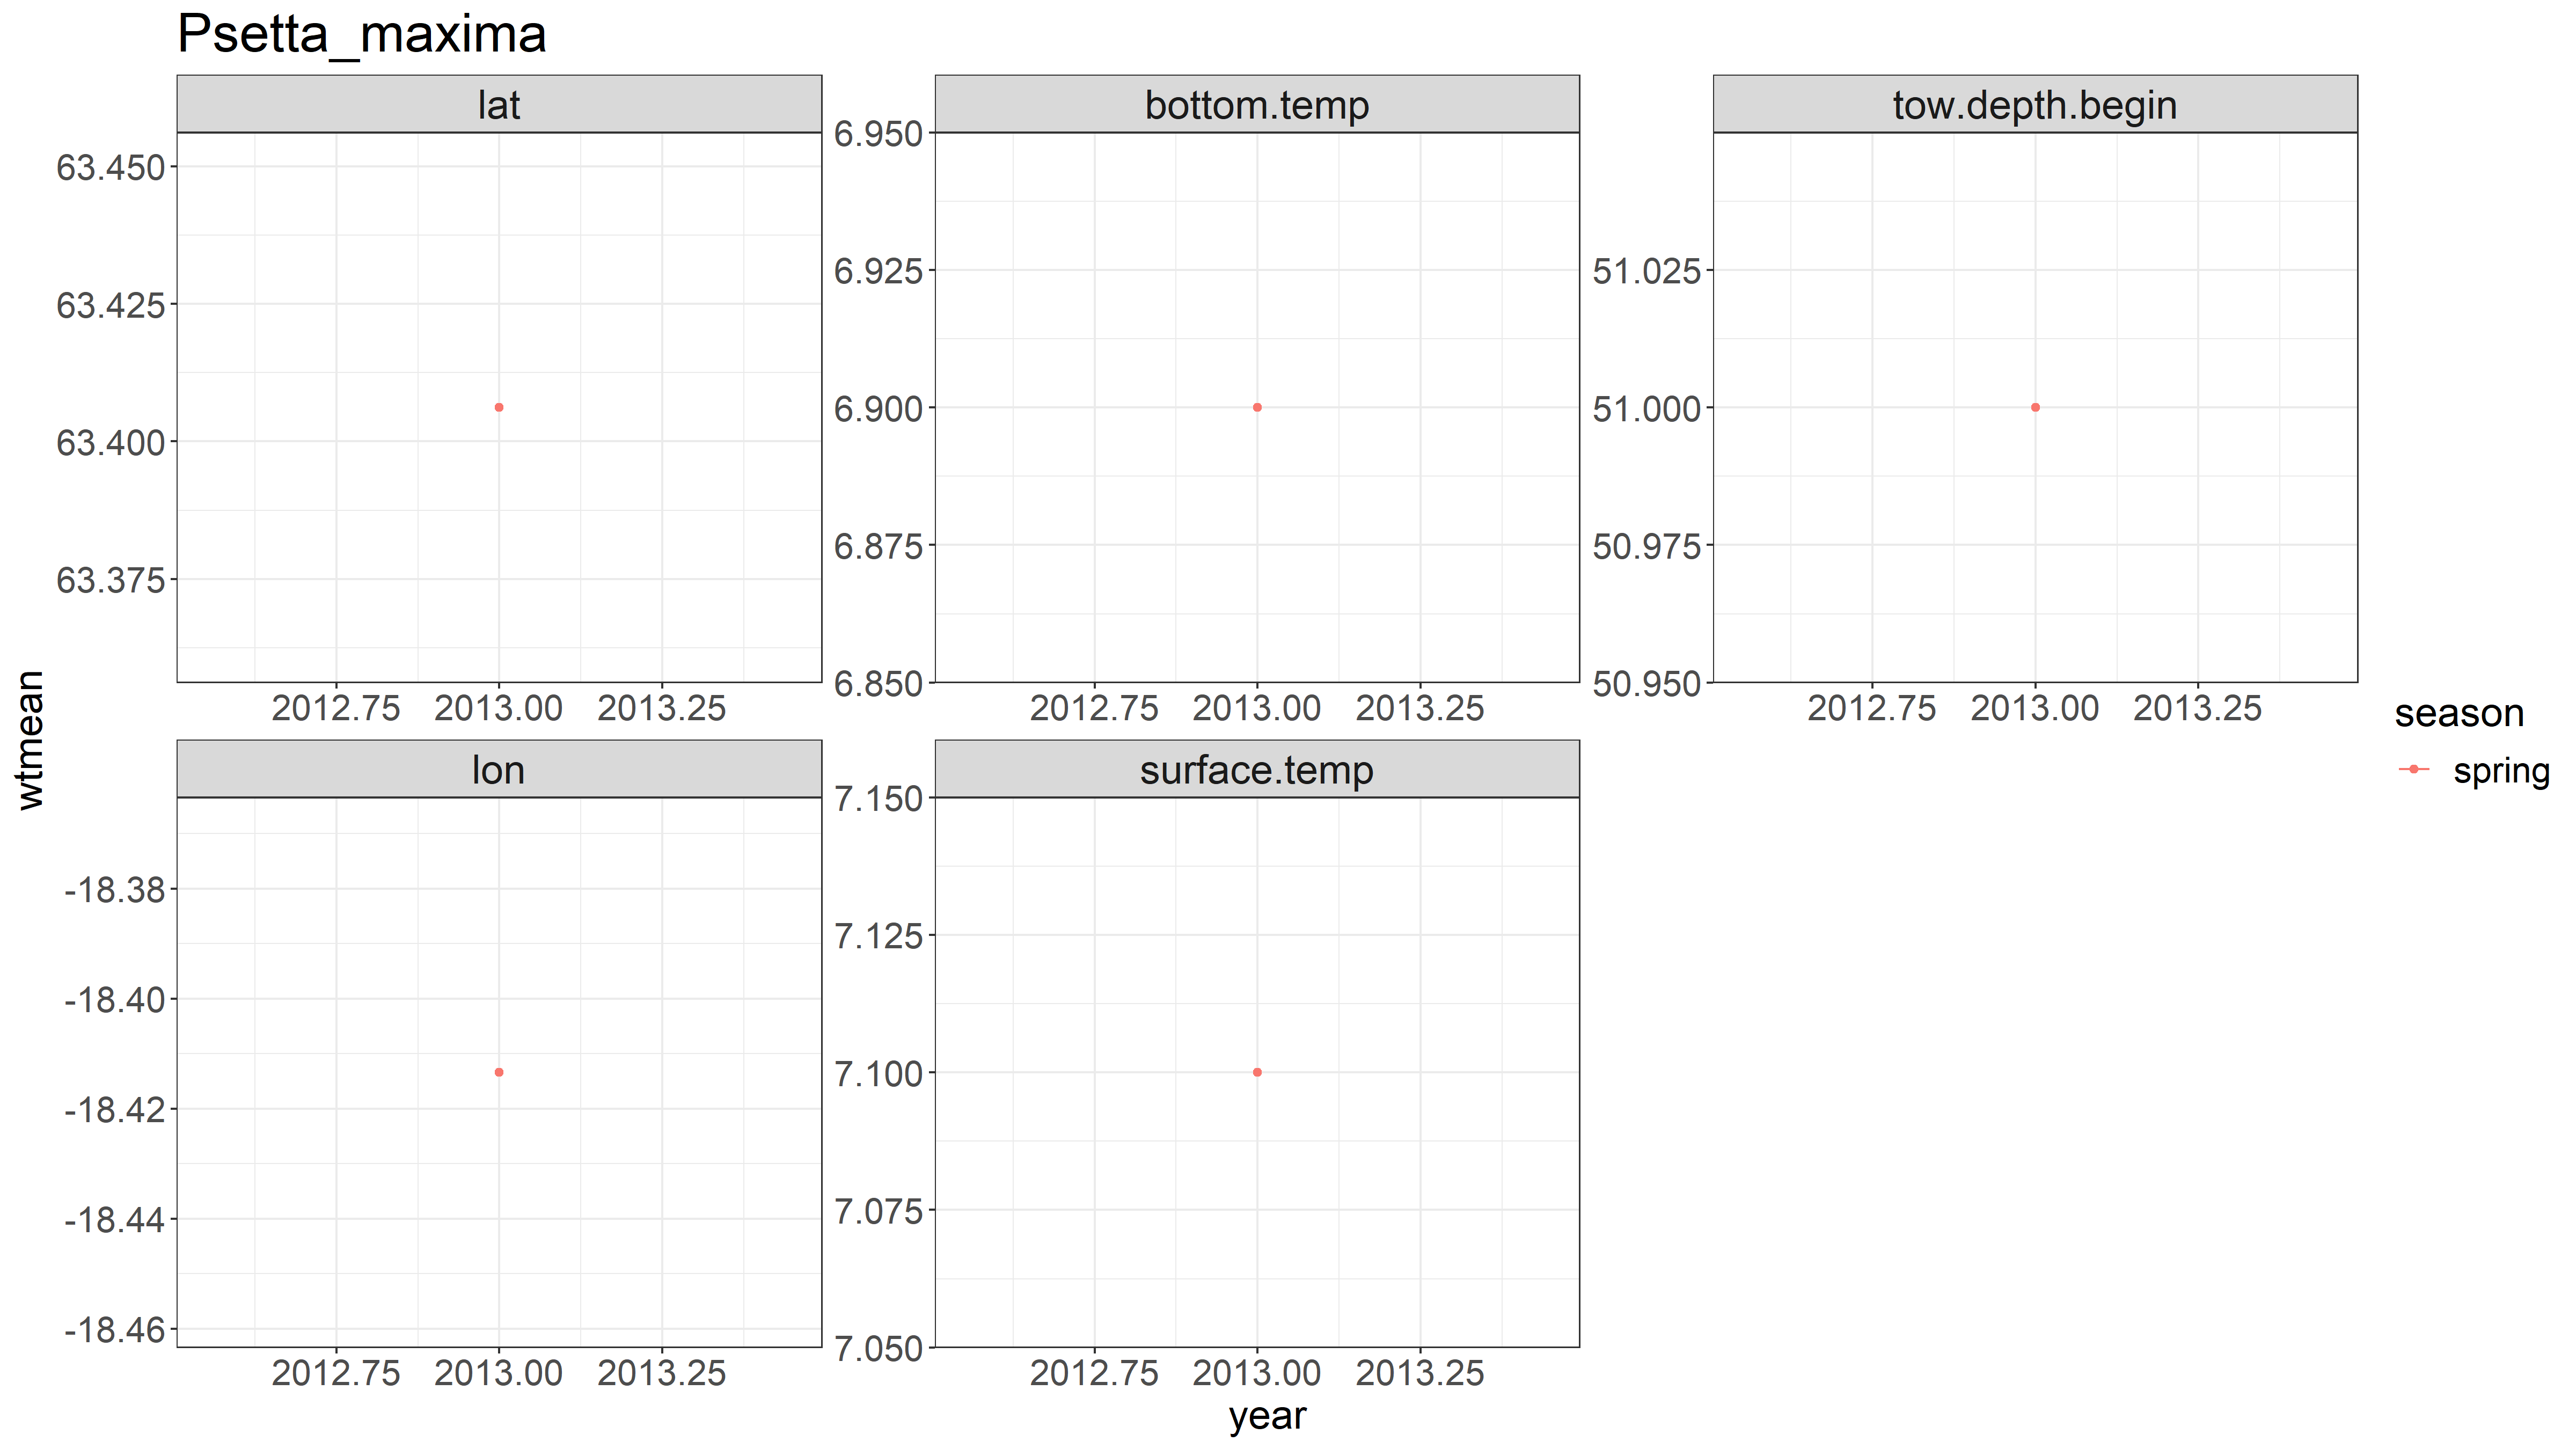 Psetta_maxima
lat
bottom.temp
tow.depth.begin
63.450
63.425
63.400
63.375
6.950
6.925
6.900
6.875
6.850
51.025
51.000
50.975
50.950
2012.75 2013.00 2013.25
2012.75 2013.00 2013.25
2012.75 2013.00 2013.25
wtmean
lon
surface.temp
-18.38
-18.40
-18.42
-18.44
-18.46
7.150
7.125
7.100
7.075
7.050
2012.75 2013.00 2013.25
2012.75 2013.00 2013.25
year
season
spring